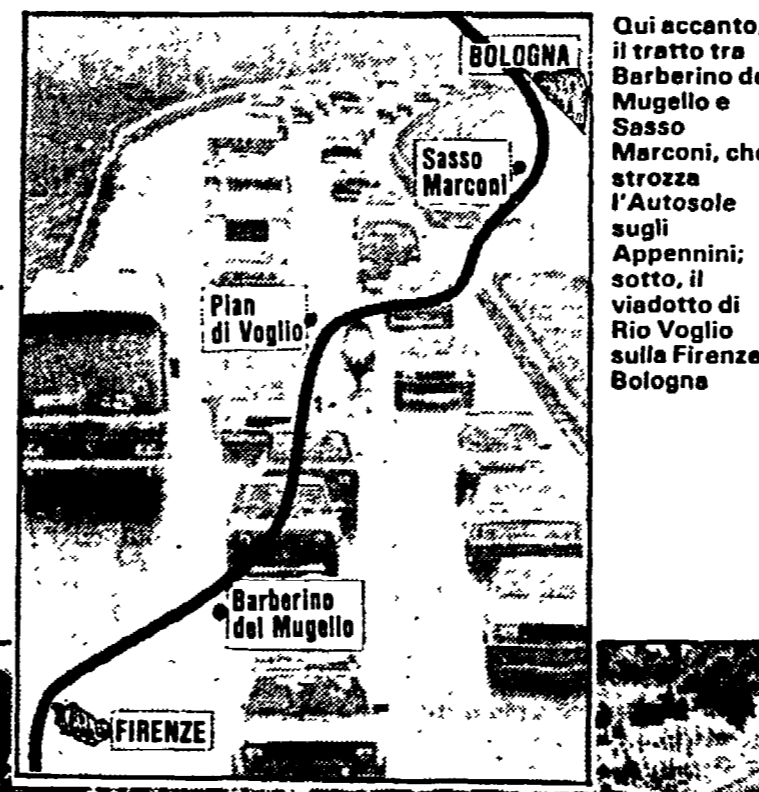 BOLOGNA
Sasso
Marconi
Pian
di Voglio
Barberino
del Mugello
FIRENZE
Qui accanto,
il tratto tra
Barberino de
Mugello e
Sasso
Marconi, che
strozza
l'Autosole
sugli
Appennini;
sotto, il
viadotto di
Rio Voglio
sulla Firenze
Bologna